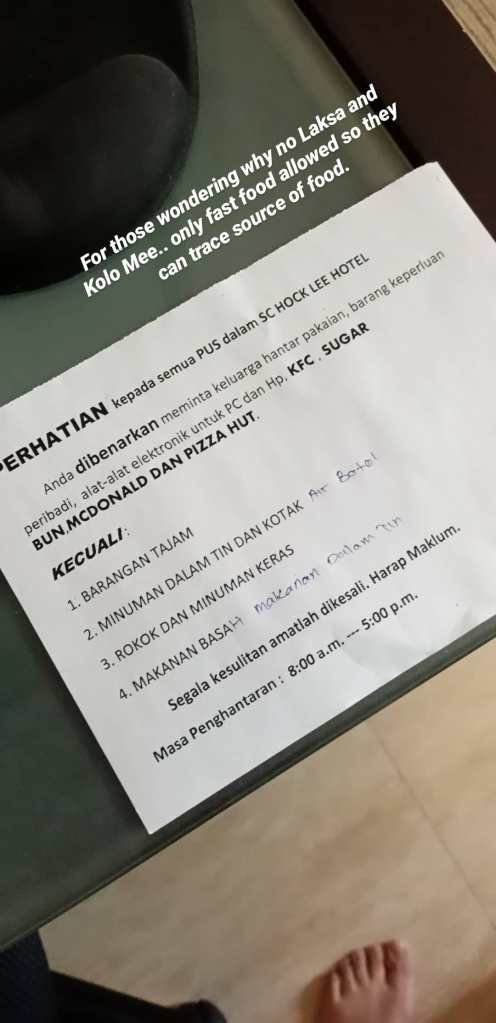 For those wondering why no Laksa and
Kolo Mee.. only fast food allowed so they
can trace source of food.
PERHATIAN kepada semua PUS dalam SC HOCK LEE HOTEL
Anda dibenarkan meminta keluarga hantar pakaian, barang keperluan
peribadi, alat-alat elektronik untuk PC dan Hp. KFC . SUGAR
BUN.MCDONALD DAN PIZZA HUT.
KECUALI :
1. BARANGAN TAJAM
2. MINUMAN DALAM TIN DAN KOTAK Air Botol
3. ROKOK DAN MINUMAN KERAS
4. MAKANAN BASAH Makanan Dalam Tin
Segala kesulitan amatlah dikesali. Harap Maklum.
Masa Penghantaran : 8:00 a.m. --- 5:00 p.m.